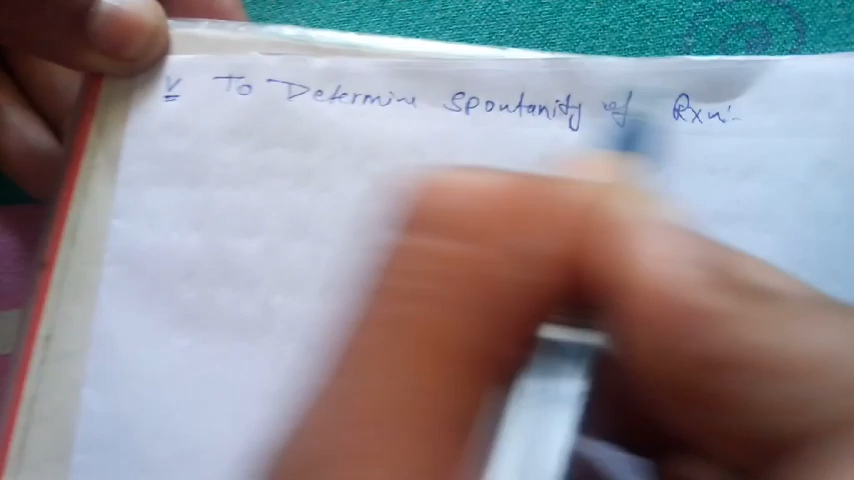 V To Determine Spontanity of Rxn:-